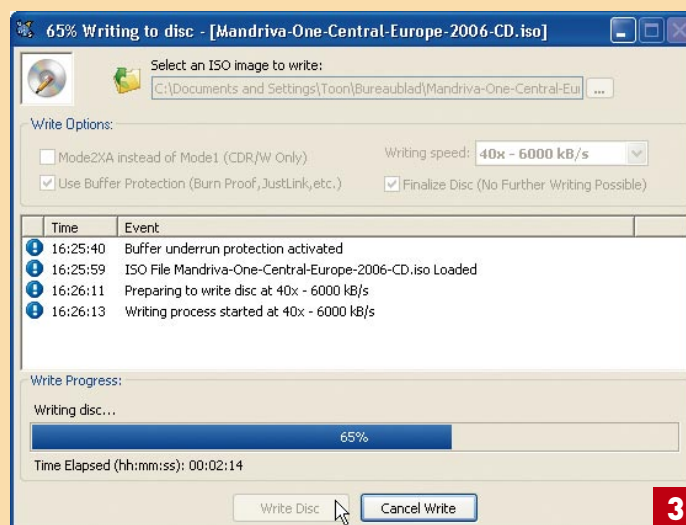 65% Writing to disc - [Mandriva-One-Central-Europe-2006-CD.iso]
Select an ISO image to write:
C:\Documents and Settings\Toon\Bureaublad\Mandriva-One-Central-Eu
...
Write Options:
Mode2XA instead of Mode1 (CDR/W Only)
Writing speed: 40x - 6000 kB/s
Use Buffer Protection (Burn Proof,JustLink,etc.)
Finalize Disc (No Further Writing Possible)
Time Event
16:25:40 Buffer underrun protection activated
16:25:59 ISO File Mandriva-One-Central-Europe-2006-CD.iso Loaded
16:26:11 Preparing to write disc at 40x - 6000 kB/s
16:26:13 Writing process started at 40x - 6000 kB/s
Write Progress:
Writing disc...
65%
Time Elapsed (hh:mm:ss): 00:02:14
Write Disc Cancel Write
3